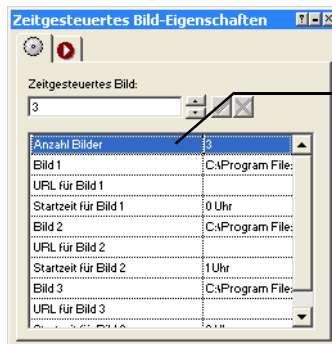 Zeitgesteuertes Bild-Eigenschaften
Zeitgesteuertes Bild:
3
Anzahl Bilder 3
Bild 1 C:\Program File:
URL für Bild 1
Startzeit für Bild 1 0 Uhr
Bild 2 C:\Program File:
URL für Bild 2
Startzeit für Bild 2 1 Uhr
Bild 3 C:\Program File:
URL für Bild 3